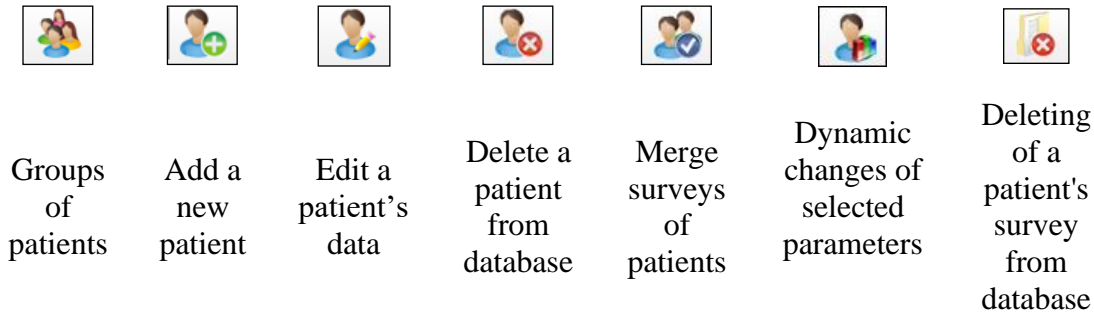 Groups
of
patients
Add a
new
patient
Edit a
patient’s
data
Delete a
patient
from
database
Merge
surveys
of
patients
Dynamic
changes of
selected
parameters
Deleting
of a
patient's
survey
from
database